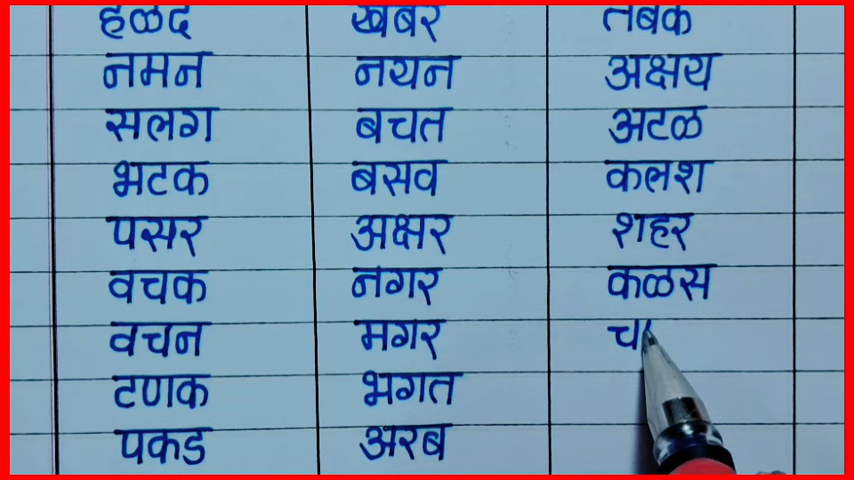 हळद खबर तबक
नमन नयन अक्षय
सलग बचत अटळ
भटक बसव कलश
पसर अक्षर शहर
वचक नगर कळस
वचन मगर च
टणक भगत
पकड अरब